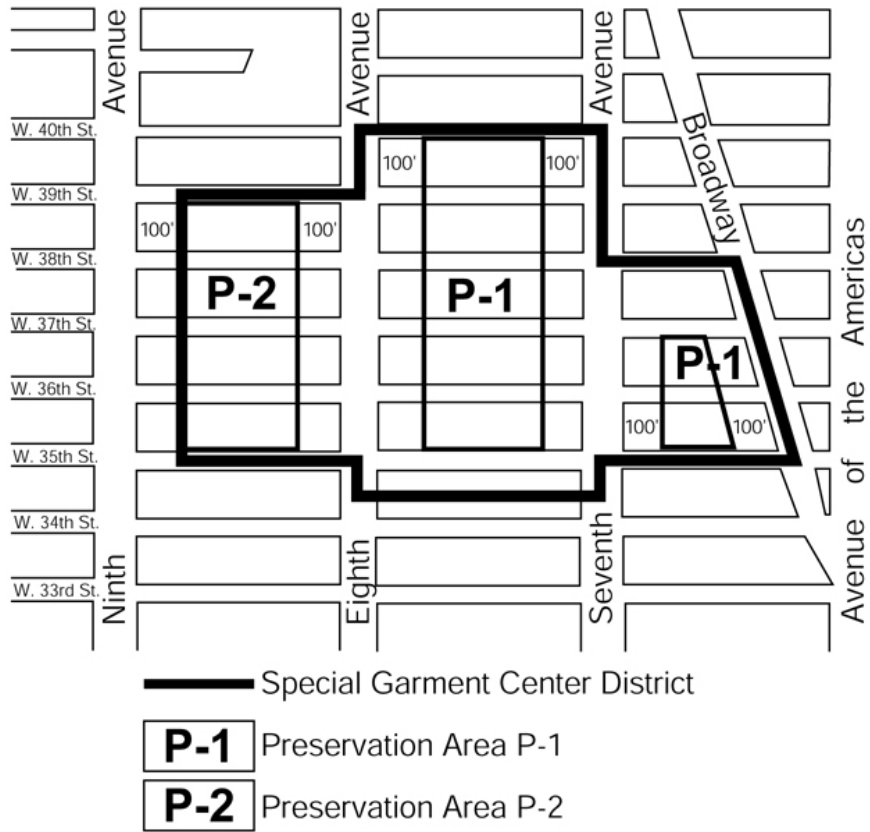 Avenue
Avenue
Avenue
W. 40th St.
Broadway
100'
100'
W. 39th St.
100'
100'
W. 38th St.
P-2
P-1
W. 37th St.
P-1
W. 36th St.
100'
100'
W. 35th St.
W. 34th St.
W. 33rd St.
Ninth
Eighth
Seventh
Avenue of the Americas
Special Garment Center District
P-1 Preservation Area P-1
P-2 Preservation Area P-2